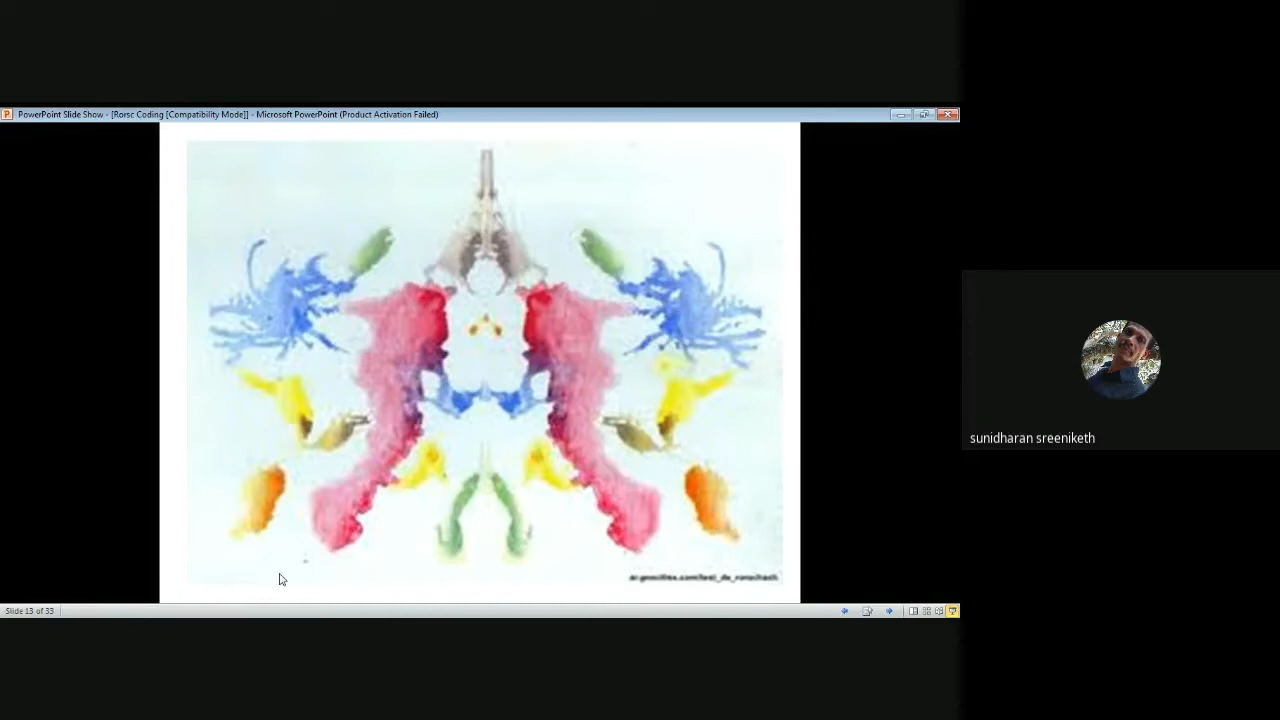 PowerPoint Slide Show - [Rorsc Coding [Compatibility Mode]] - Microsoft PowerPoint (Product Activation Failed)
sunidharan sreeniketh
Slide 13 of 33